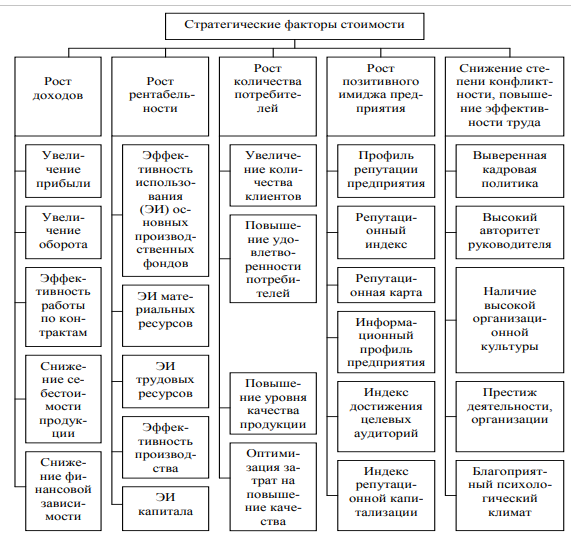 Стратегические факторы стоимости
Рост
доходов
Увели-
чение
прибыли
Увели-
чение
оборота
Эффек-
тивность
работы
по кон-
трактам
Сниже-
ние се-
бестои-
мости
продук-
ции
Сниже-
ние фи-
нансовой
зависи-
мости
Рост
рентабель-
ности
Эффек-
тивность
использо-
вания
(ЭИ) ос-
новных
производ-
ственных
фондов
ЭИ мате-
риальных
ресурсов
ЭИ
трудовых
ресурсов
Эффек-
тивность
производ-
ства
ЭИ
капитала
Рост
количества
потребите-
лей
Увеличе-
ние коли-
чества
клиентов
Повыше-
ние удо-
влетво-
ренности
потреби-
телей
Повыше-
ние уровня
качества
продукции
Оптими-
зация за-
трат на
повыше-
ние каче-
ства
Рост
позитивного
имиджа пред-
приятия
Профиль
репутации
предприятия
Репутаци-
онный
индекс
Репутаци-
онная карта
Информа-
ционный
профиль
предприятия
Индекс
достижения
целевых
аудиторий
Индекс
репутаци-
онной капи-
тализации
Снижение сте-
пени конфликт-
ности, повыше-
ние эффектив-
ности труда
Выверенная
кадровая
политика
Высокий
авторитет
руководителя
Наличие
высокой
организаци-
онной
культуры
Престиж
деятельности,
организации
Благоприят-
ный психоло-
гический
климат